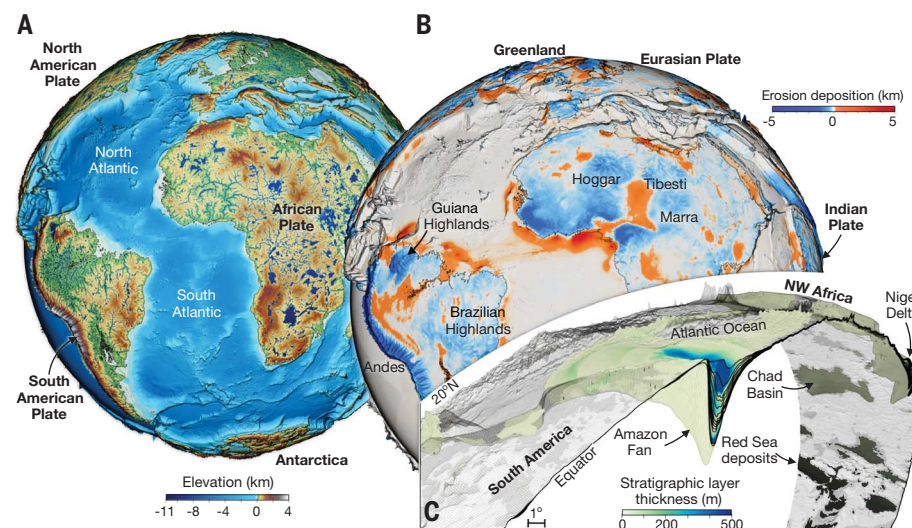 A
North
American
Plate
North
Atlantic
African
Plate
South
Atlantic
South
American
Plate
Antarctica
Elevation (km)
-11 -8 -4 0 4
B
Greenland
Eurasian Plate
Erosion deposition (km)
-5 0 5
Hoggar
Tibesti
Marra
Guiana
Highlands
Indian
Plate
Brazilian
Highlands
Andes
20°N
NW Africa
Nige
Delt
Atlantic Ocean
Chad
Basin
Amazon
Fan
Red Sea
deposits
South America
Equator
C
1°
Stratigraphic layer
thickness (m)
0 200 500